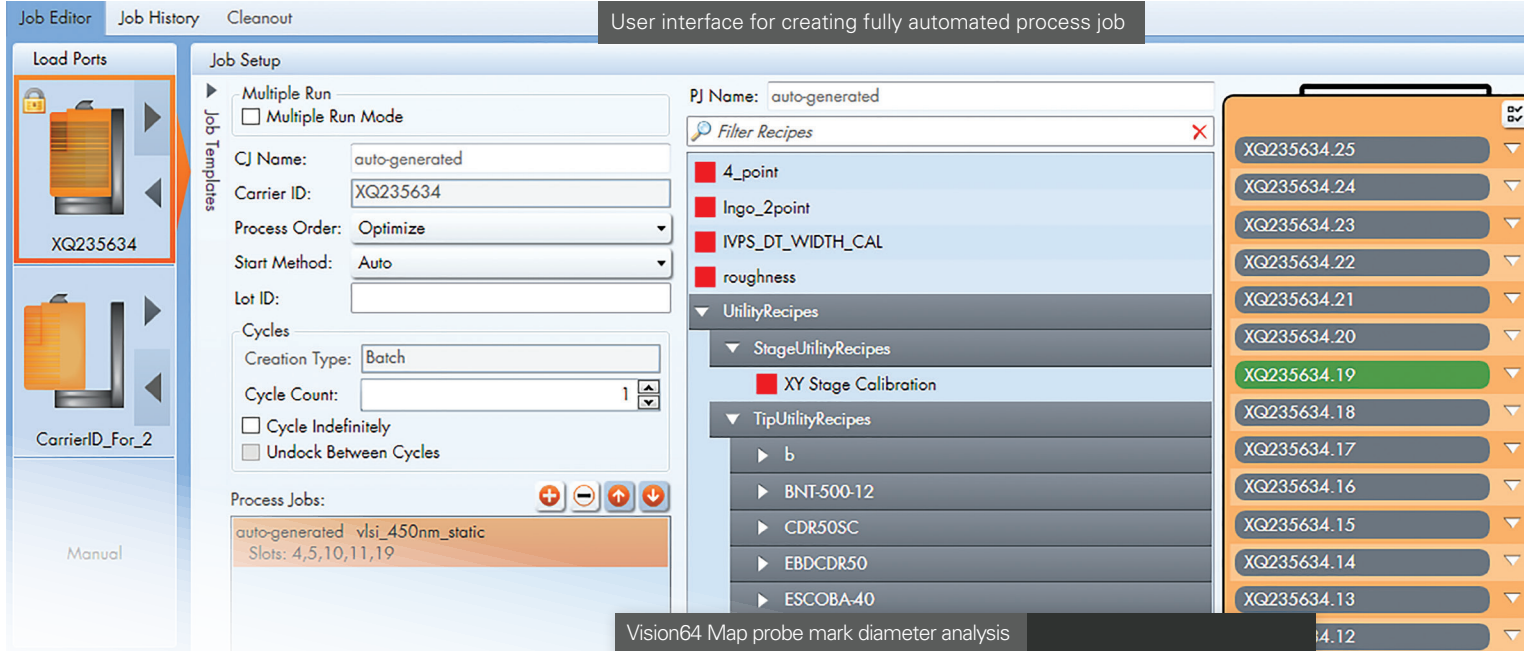 Job Editor
Job History
Cleanout
User interface for creating fully automated process job
Load Ports
XQ235634
CarrierID_For_2
Manual
Job Setup
Job Templates
Multiple Run
Multiple Run Mode
CJ Name: auto-generated
Carrier ID: XQ235634
Process Order: Optimize
Start Method: Auto
Lot ID:
Cycles
Creation Type: Batch
Cycle Count: 1
Cycle Indefinitely
Undock Between Cycles
Process Jobs:
auto-generated vlsi_450nm_static
Slots: 4,5,10,11,19
PJ Name: auto-generated
Filter Recipes
4_point
Ingo_2point
IVPS_DT_WIDTH_CAL
roughness
UtilityRecipes
StageUtilityRecipes
XY Stage Calibration
TipUtilityRecipes
b
BNT-500-12
CDR50SC
EBDCDR50
ESCOBA-40
XQ235634.25
XQ235634.24
XQ235634.23
XQ235634.22
XQ235634.21
XQ235634.20
XQ235634.19
XQ235634.18
XQ235634.17
XQ235634.16
XQ235634.15
XQ235634.14
XQ235634.13
4.12
Vision64 Map probe mark diameter analysis